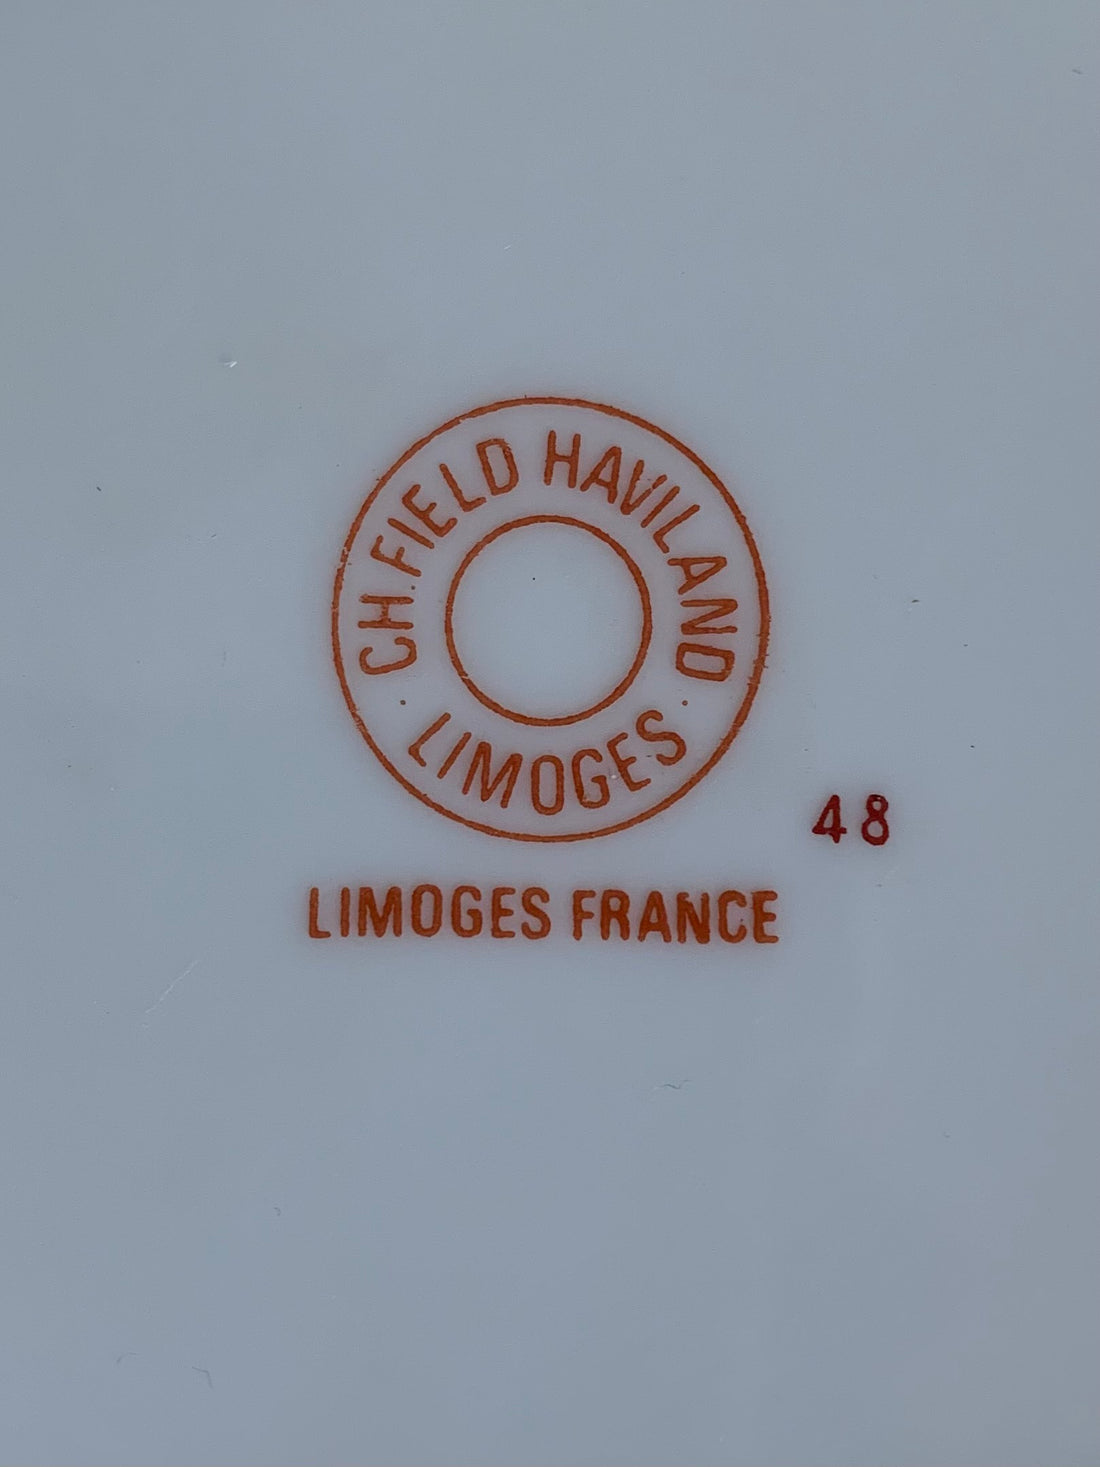 CH.FIELD HAVILAND
· LIMOGES ·
48
LIMOGES FRANCE